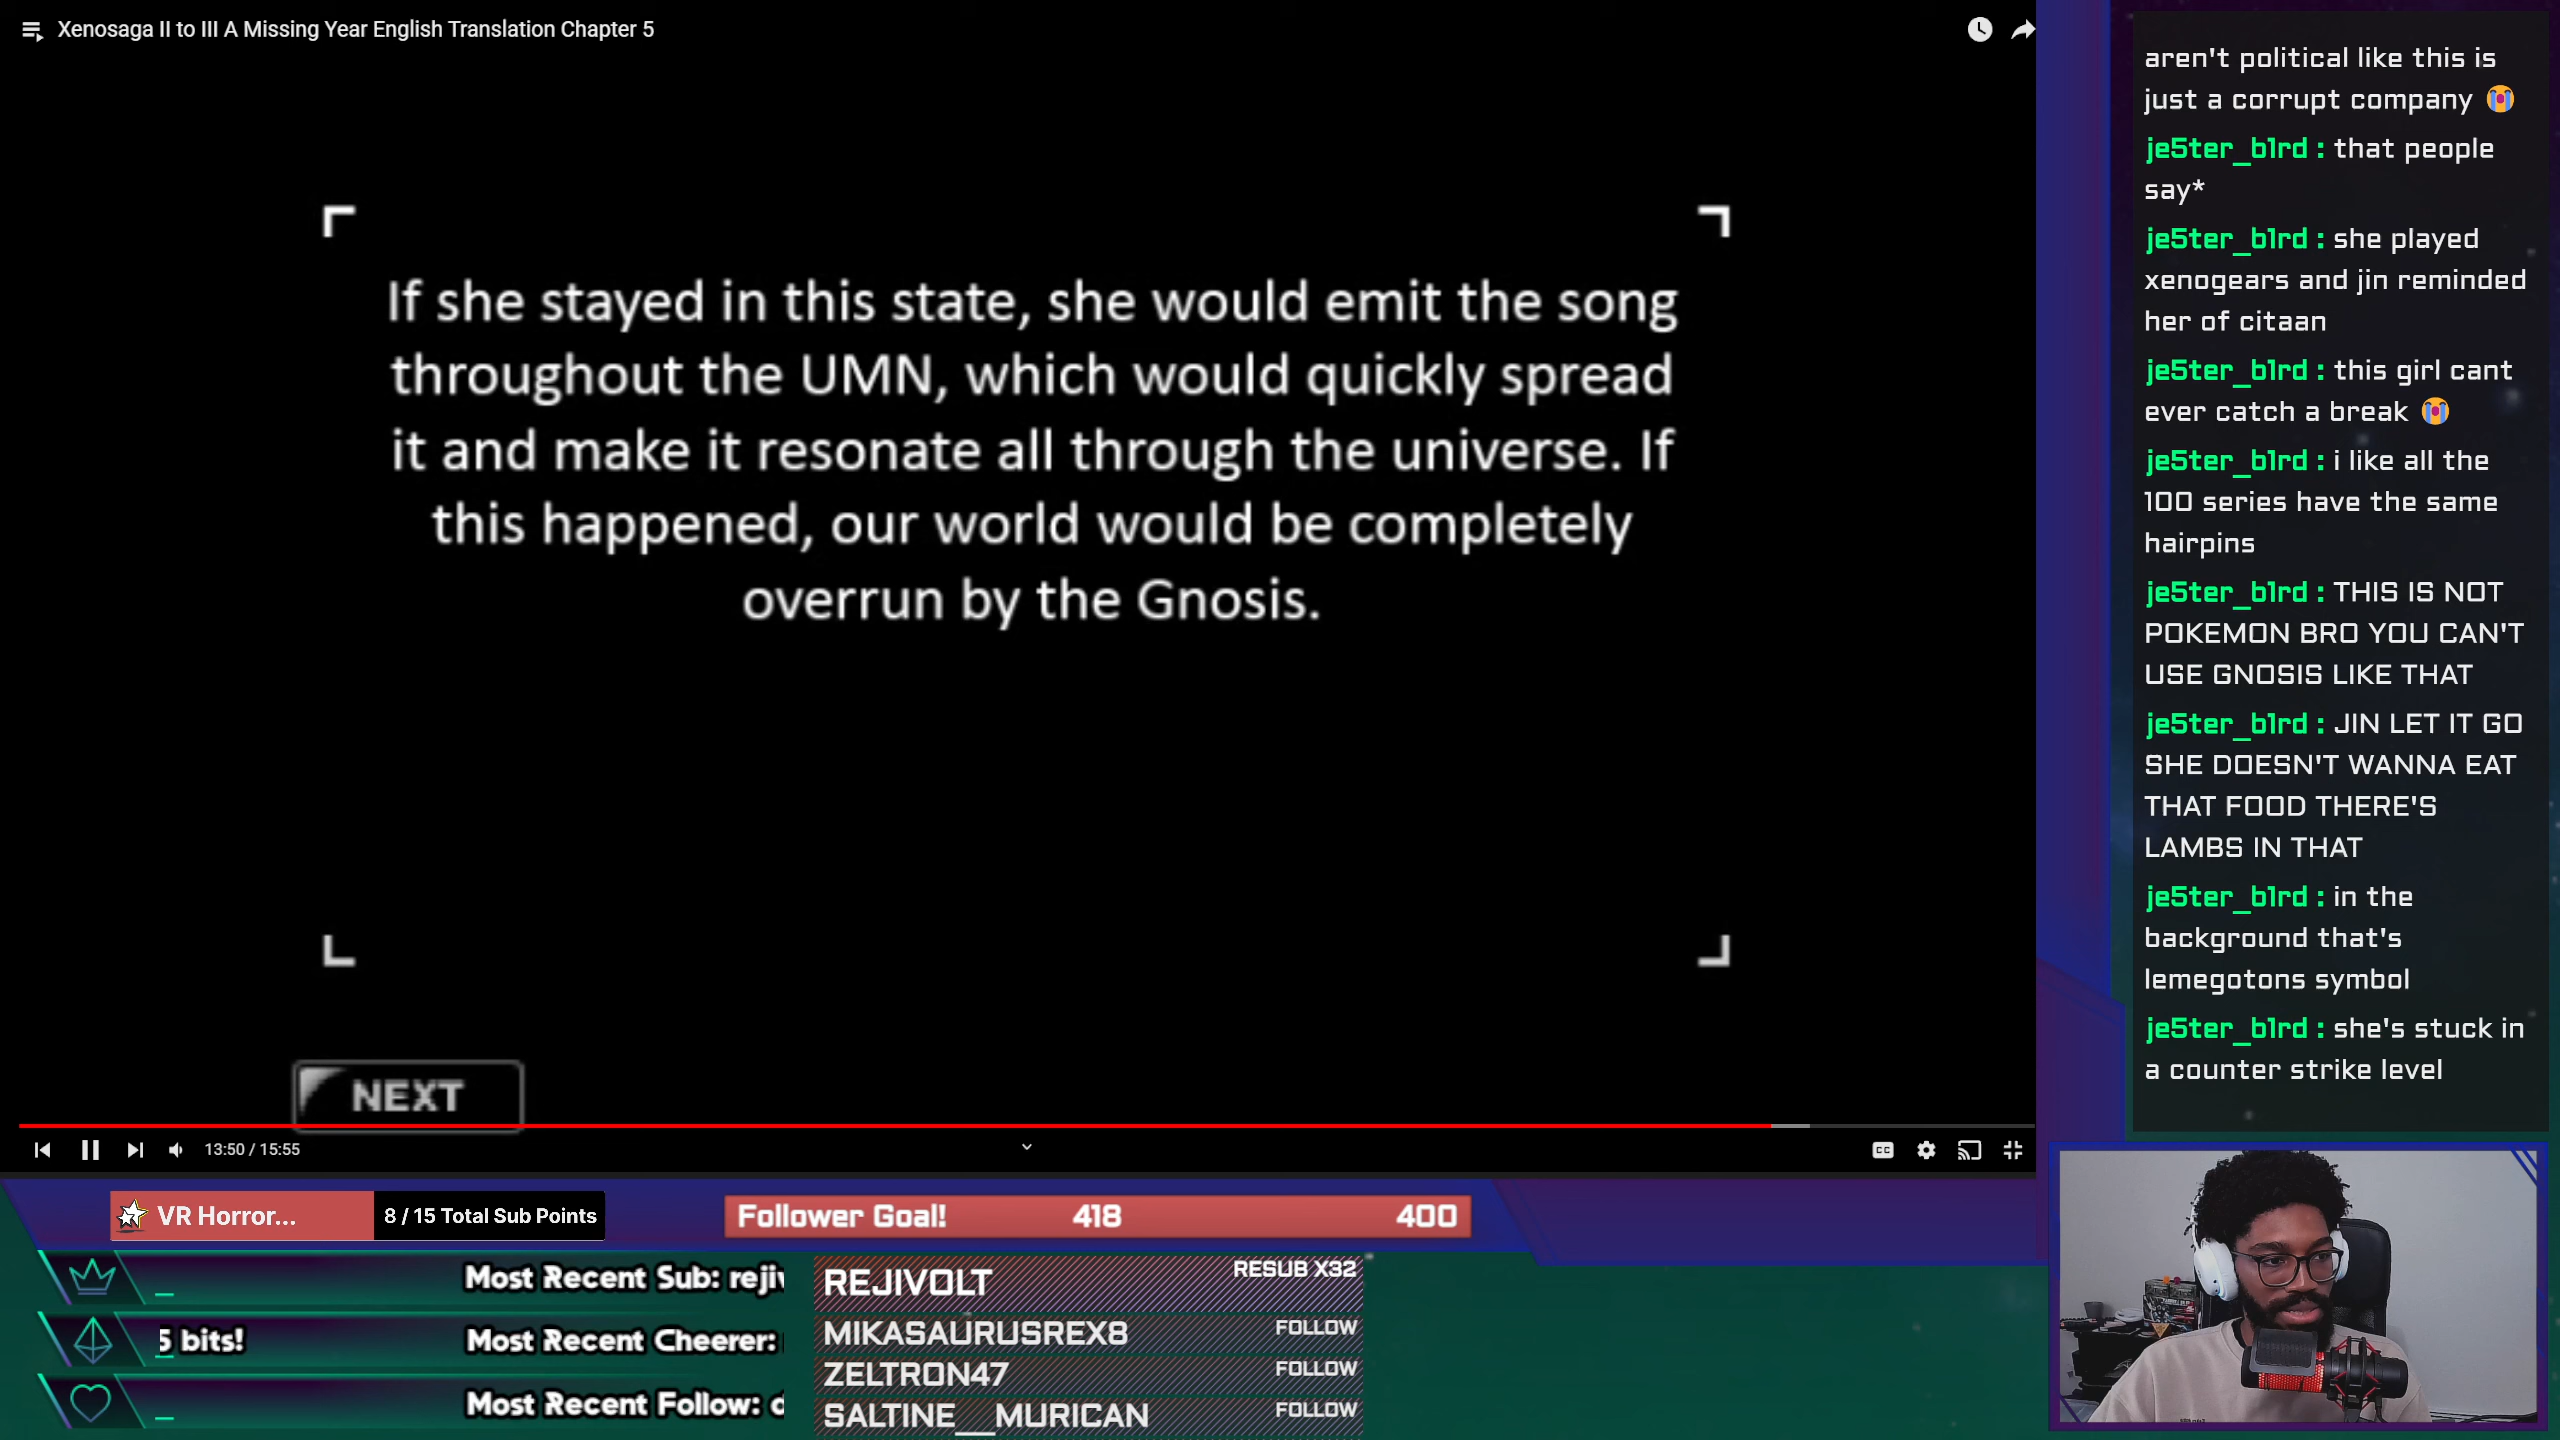 Xenosaga II to III A Missing Year English Translation Chapter 5
If she stayed in this state, she would emit the song
throughout the UMN, which would quickly spread
it and make it resonate all through the universe. If
this happened, our world would be completely
overrun by the Gnosis.
NEXT
13:50 / 15:55
CC
aren't political like this is
just a corrupt company 😭
je5ter_b1rd : that people
say*
je5ter_b1rd : she played
xenogears and jin reminded
her of citaan
je5ter_b1rd : this girl cant
ever catch a break 😭
je5ter_b1rd : i like all the
100 series have the same
hairpins
je5ter_b1rd : THIS IS NOT
POKEMON BRO YOU CAN'T
USE GNOSIS LIKE THAT
je5ter_b1rd : JIN LET IT GO
SHE DOESN'T WANNA EAT
THAT FOOD THERE'S
LAMBS IN THAT
je5ter_b1rd : in the
background that's
lemegotons symbol
je5ter_b1rd : she's stuck in
a counter strike level
VR Horror... 8 / 15 Total Sub Points
Follower Goal! 418 400
Most Recent Sub: rejiv
5 bits! Most Recent Cheerer:
Most Recent Follow:
REJIVOLT RESUB X32
MIKASAURUSREX8 FOLLOW
ZELTRON47 FOLLOW
SALTINE__MURICAN FOLLOW